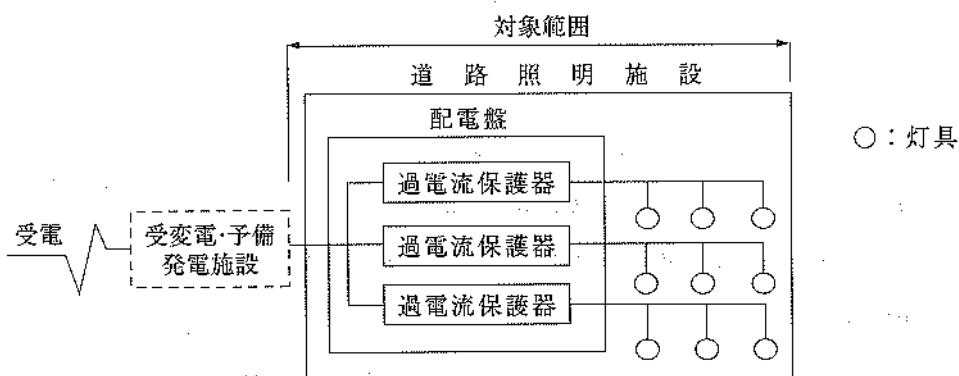 対象範囲
道路照明施設
配電盤
○:灯具
過電流保護器
受電
受変電・予備
発電施設
過電流保護器
過電流保護器